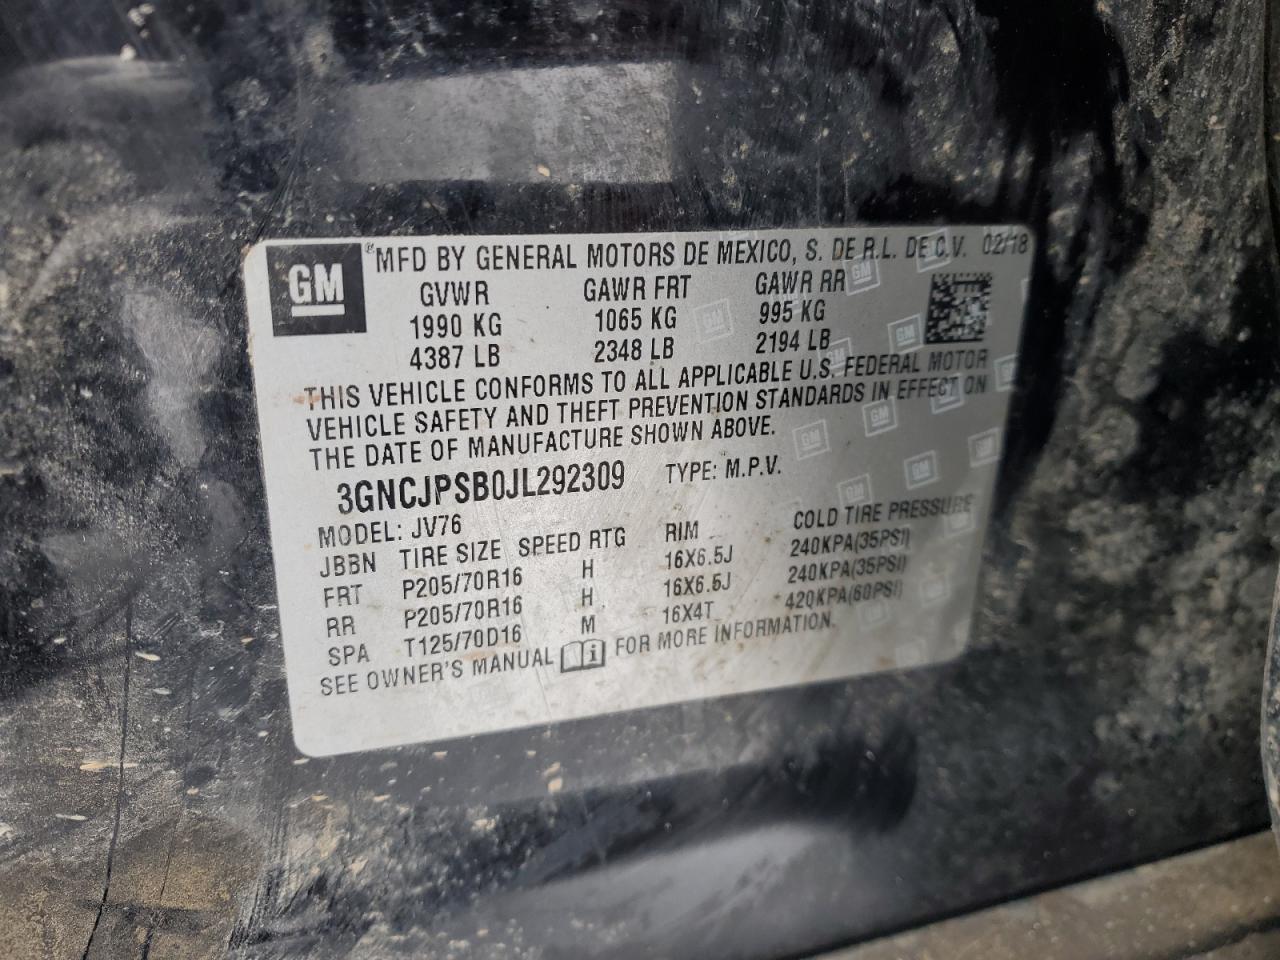 GM ® MFD BY GENERAL MOTORS DE MEXICO, S. DE R.L. DE C.V. 02/18
GVWR GAWR FRT GAWR RR
1990 KG 1065 KG 995 KG
4387 LB 2348 LB 2194 LB
THIS VEHICLE CONFORMS TO ALL APPLICABLE U.S. FEDERAL MOTOR
VEHICLE SAFETY AND THEFT PREVENTION STANDARDS IN EFFECT ON
THE DATE OF MANUFACTURE SHOWN ABOVE.
3GNCJPSB0JL292309 TYPE: M.P.V.
MODEL: JV76
JBBN TIRE SIZE SPEED RTG RIM COLD TIRE PRESSURE
FRT P205/70R16 H 16X6.5J 240KPA(35PSI)
RR P205/70R16 H 16X6.5J 240KPA(35PSI)
SPA T125/70D16 M 16X4T 420KPA(60PSI)
SEE OWNER'S MANUAL FOR MORE INFORMATION.